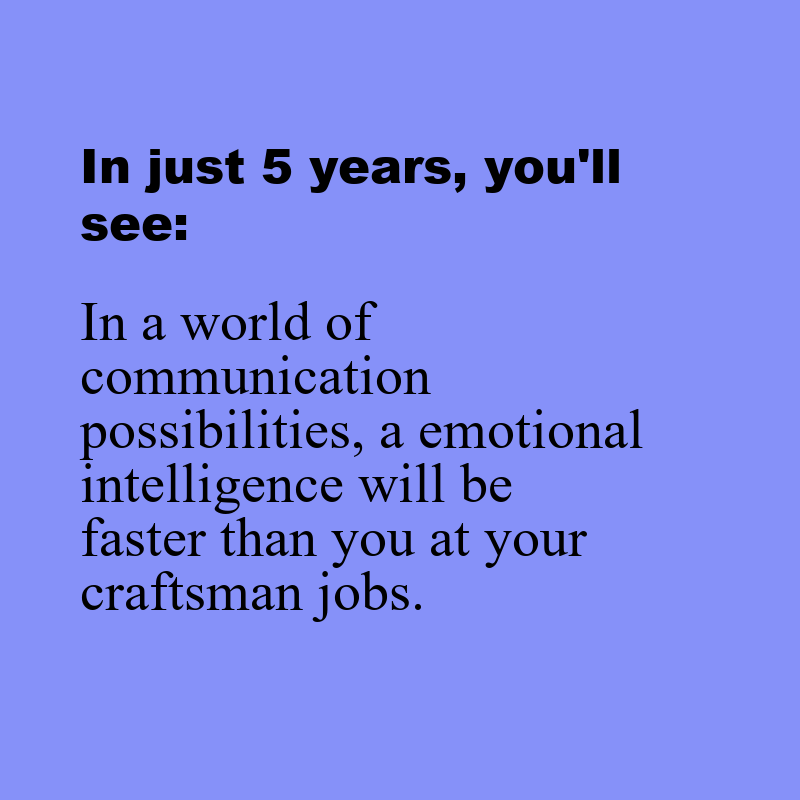 In just 5 years, you'll
see:
In a world of
communication
possibilities, a emotional
intelligence will be
faster than you at your
craftsman jobs.